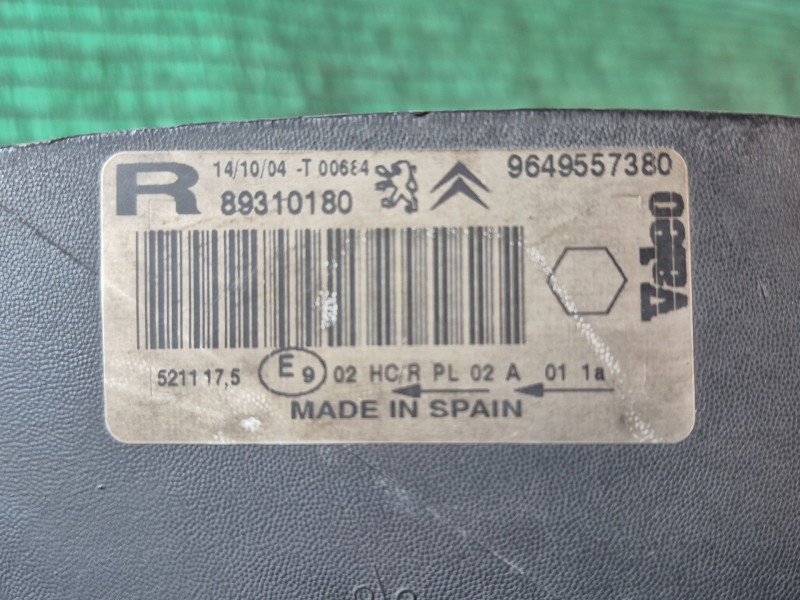 R
14/10/04 -T 00684
9649557380
89310180
Valeo
5211 17,5 E 9 02 HC/R PL 02 A 01 1a
MADE IN SPAIN